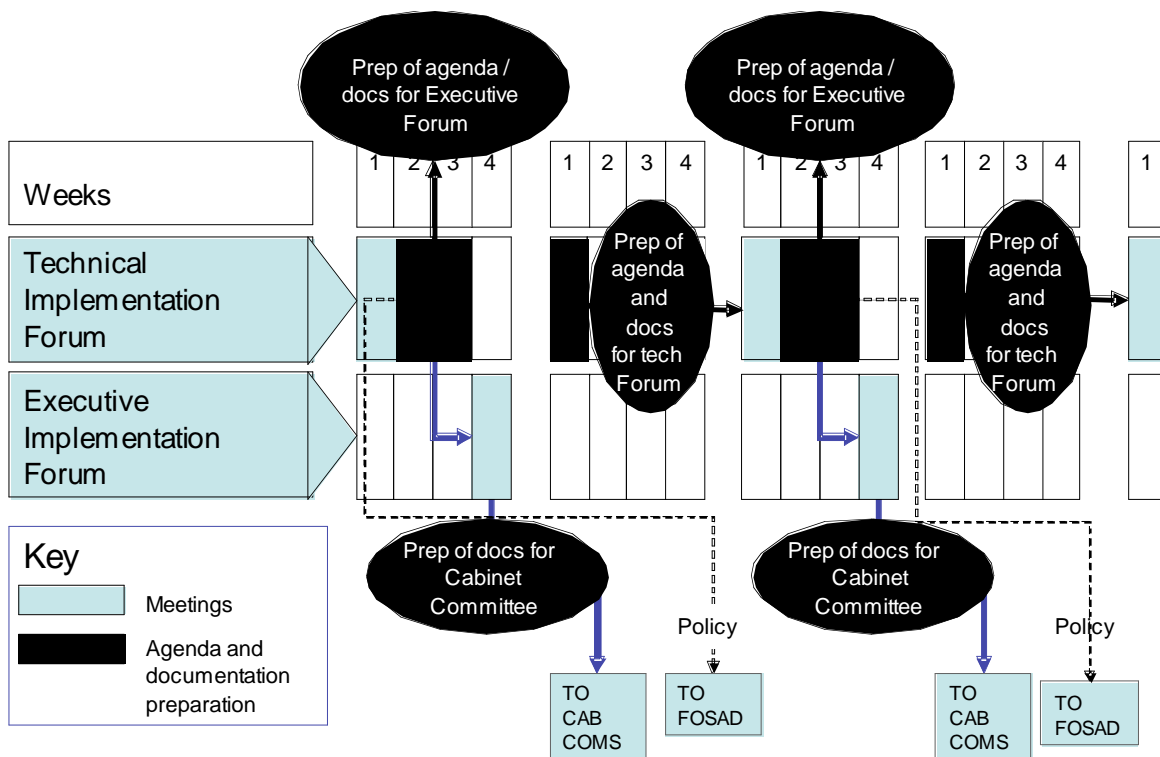 Prep of agenda /
docs for Executive
Forum
Prep of agenda /
docs for Executive
Forum
Weeks
1 2 3 4
1 2 3 4
1 2 3 4
1 2 3 4
1
Technical
Implementation
Forum
Prep of
agenda
and
docs
for tech
Forum
Prep of
agenda
and
docs
for tech
Forum
Executive
Implementation
Forum
Key
Meetings
Agenda and
documentation
preparation
Prep of docs for
Cabinet
Committee
Prep of docs for
Cabinet
Committee
Policy
Policy
TO
CAB
COMS
TO
FOSAD
TO
CAB
COMS
TO
FOSAD